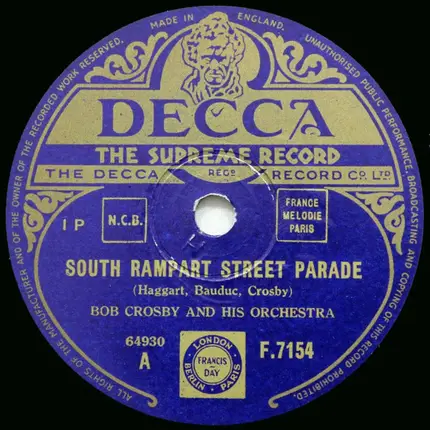 MADE IN ENGLAND.
ALL RIGHTS OF THE MANUFACTURER AND OF THE OWNER OF THE RECORDED WORK RESERVED.
UNAUTHORISED PUBLIC PERFORMANCE, BROADCASTING AND COPYING OF THIS RECORD PROHIBITED.
DECCA
THE SUPREME RECORD
THE DECCA REGD RECORD CO. LTD.
1 P
N.C.B.
FRANCE
MELODIE
PARIS
SOUTH RAMPART STREET PARADE
(Haggart, Bauduc, Crosby)
BOB CROSBY AND HIS ORCHESTRA
64930
A
LONDON
FRANCIS
DAY
BERLIN PARIS
F.7154